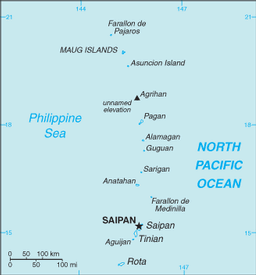 144
147
21
21
Farallon de
Pajaros
MAUG ISLANDS
Asuncion Island
Agrihan
unnamed
elevation
Pagan
Philippine
Sea
18
18
Alamagan
Guguan
NORTH
PACIFIC
OCEAN
Sarigan
Anatahan
Farallon de
Medinilla
SAIPAN
Saipan
15
15
Aguijan
Tinian
0 50 100 km
0 50 100 mi
Rota
147